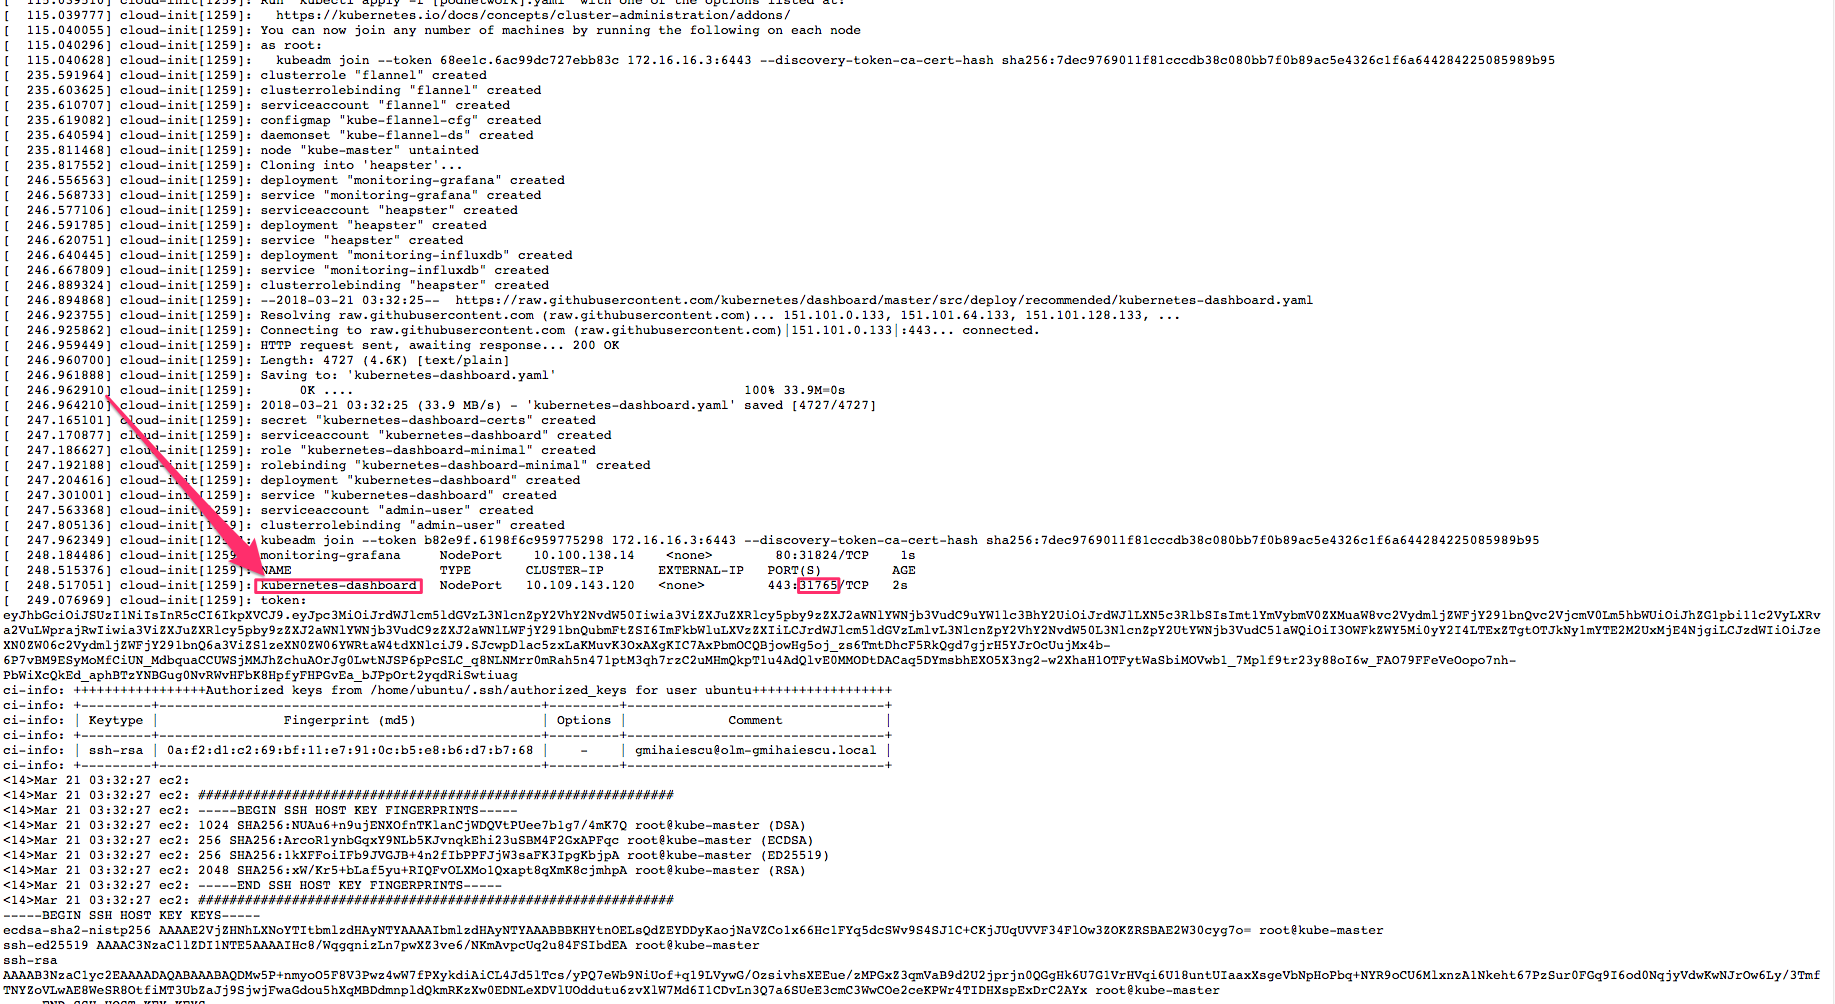 [  115.039510] cloud-init[1259]: Run "kubectl apply -f [podnetwork].yaml" with one of the options listed at:
[  115.039777] cloud-init[1259]:   https://kubernetes.io/docs/concepts/cluster-administration/addons/
[  115.040055] cloud-init[1259]: You can now join any number of machines by running the following on each node
[  115.040296] cloud-init[1259]: as root:
[  115.040628] cloud-init[1259]:   kubeadm join --token 68ee1c.6ac99dc727ebb83c 172.16.16.3:6443 --discovery-token-ca-cert-hash sha256:7dec9769011f81cccdb38c080bb7f0b89ac5e4326c1f6a644284225085989b95
[  235.591964] cloud-init[1259]: clusterrole "flannel" created
[  235.603625] cloud-init[1259]: clusterrolebinding "flannel" created
[  235.610707] cloud-init[1259]: serviceaccount "flannel" created
[  235.619082] cloud-init[1259]: configmap "kube-flannel-cfg" created
[  235.640594] cloud-init[1259]: daemonset "kube-flannel-ds" created
[  235.811468] cloud-init[1259]: node "kube-master" untainted
[  235.817552] cloud-init[1259]: Cloning into 'heapster'...
[  246.556563] cloud-init[1259]: deployment "monitoring-grafana" created
[  246.568733] cloud-init[1259]: service "monitoring-grafana" created
[  246.577106] cloud-init[1259]: serviceaccount "heapster" created
[  246.591785] cloud-init[1259]: deployment "heapster" created
[  246.620751] cloud-init[1259]: service "heapster" created
[  246.640445] cloud-init[1259]: deployment "monitoring-influxdb" created
[  246.667809] cloud-init[1259]: service "monitoring-influxdb" created
[  246.889324] cloud-init[1259]: clusterrolebinding "heapster" created
[  246.894868] cloud-init[1259]: --2018-03-21 03:32:25--  https://raw.githubusercontent.com/kubernetes/dashboard/master/src/deploy/recommended/kubernetes-dashboard.yaml
[  246.923755] cloud-init[1259]: Resolving raw.githubusercontent.com (raw.githubusercontent.com)... 151.101.0.133, 151.101.64.133, 151.101.128.133, ...
[  246.925862] cloud-init[1259]: Connecting to raw.githubusercontent.com (raw.githubusercontent.com)|151.101.0.133|:443... connected.
[  246.959449] cloud-init[1259]: HTTP request sent, awaiting response... 200 OK
[  246.960700] cloud-init[1259]: Length: 4727 (4.6K) [text/plain]
[  246.961888] cloud-init[1259]: Saving to: 'kubernetes-dashboard.yaml'
[  246.962910] cloud-init[1259]:      0K ....                                                  100% 33.9M=0s
[  246.964210] cloud-init[1259]: 2018-03-21 03:32:25 (33.9 MB/s) - 'kubernetes-dashboard.yaml' saved [4727/4727]
[  247.165101] cloud-init[1259]: secret "kubernetes-dashboard-certs" created
[  247.170877] cloud-init[1259]: serviceaccount "kubernetes-dashboard" created
[  247.186627] cloud-init[1259]: role "kubernetes-dashboard-minimal" created
[  247.192188] cloud-init[1259]: rolebinding "kubernetes-dashboard-minimal" created
[  247.204616] cloud-init[1259]: deployment "kubernetes-dashboard" created
[  247.301001] cloud-init[1259]: service "kubernetes-dashboard" created
[  247.563368] cloud-init[1259]: serviceaccount "admin-user" created
[  247.805136] cloud-init[1259]: clusterrolebinding "admin-user" created
[  247.962349] cloud-init[1259]: kubeadm join --token b82e9f.6198f6c959775298 172.16.16.3:6443 --discovery-token-ca-cert-hash sha256:7dec9769011f81cccdb38c080bb7f0b89ac5e4326c1f6a644284225085989b95
[  248.184486] cloud-init[1259]: monitoring-grafana     NodePort    10.100.138.14    <none>        80:31824/TCP    1s
[  248.515376] cloud-init[1259]: NAME                   TYPE       CLUSTER-IP       EXTERNAL-IP   PORT(S)         AGE
[  248.517051] cloud-init[1259]: kubernetes-dashboard   NodePort   10.109.143.120   <none>        443:31765/TCP   2s
[  249.076969] cloud-init[1259]: token:
ci-info: ++++++++++++++++++Authorized keys from /home/ubuntu/.ssh/authorized_keys for user ubuntu++++++++++++++++++
ci-info: +---------+-------------------------------------------------+---------+---------------------------------+
ci-info: | Keytype |                Fingerprint (md5)                | Options |             Comment             |
ci-info: +---------+-------------------------------------------------+---------+---------------------------------+
ci-info: | ssh-rsa | 0a:f2:d1:c2:69:bf:11:e7:91:0c:b5:e8:b6:d7:b7:68 |    -    | gmihaiescu@olm-gmihaiescu.local |
ci-info: +---------+-------------------------------------------------+---------+---------------------------------+
<14>Mar 21 03:32:27 ec2:
<14>Mar 21 03:32:27 ec2: #############################################################
<14>Mar 21 03:32:27 ec2: -----BEGIN SSH HOST KEY FINGERPRINTS-----
<14>Mar 21 03:32:27 ec2: 1024 SHA256:NUAu6+n9ujENXOfnTKlanCjWDQVtPUee7b1g7/4mK7Q root@kube-master (DSA)
<14>Mar 21 03:32:27 ec2: 256 SHA256:ArcoRlynbGqxY9NLb5KJvnqkEhi23uSBM4F2GxAPFqc root@kube-master (ECDSA)
<14>Mar 21 03:32:27 ec2: 256 SHA256:1kXFFoiIFb9JVGJB+4n2fIbPPFJjW3saFK3IpgKbjpA root@kube-master (ED25519)
<14>Mar 21 03:32:27 ec2: 2048 SHA256:xW/Kr5+bLaf5yu+RIQFvOLXMo1Qxapt8qXmK8cjmhpA root@kube-master (RSA)
<14>Mar 21 03:32:27 ec2: -----END SSH HOST KEY FINGERPRINTS-----
<14>Mar 21 03:32:27 ec2: #############################################################
-----BEGIN SSH HOST KEY KEYS-----
ecdsa-sha2-nistp256 root@kube-master
ssh-ed25519 root@kube-master
ssh-rsa
root@kube-master
-----END SSH HOST KEY KEYS-----